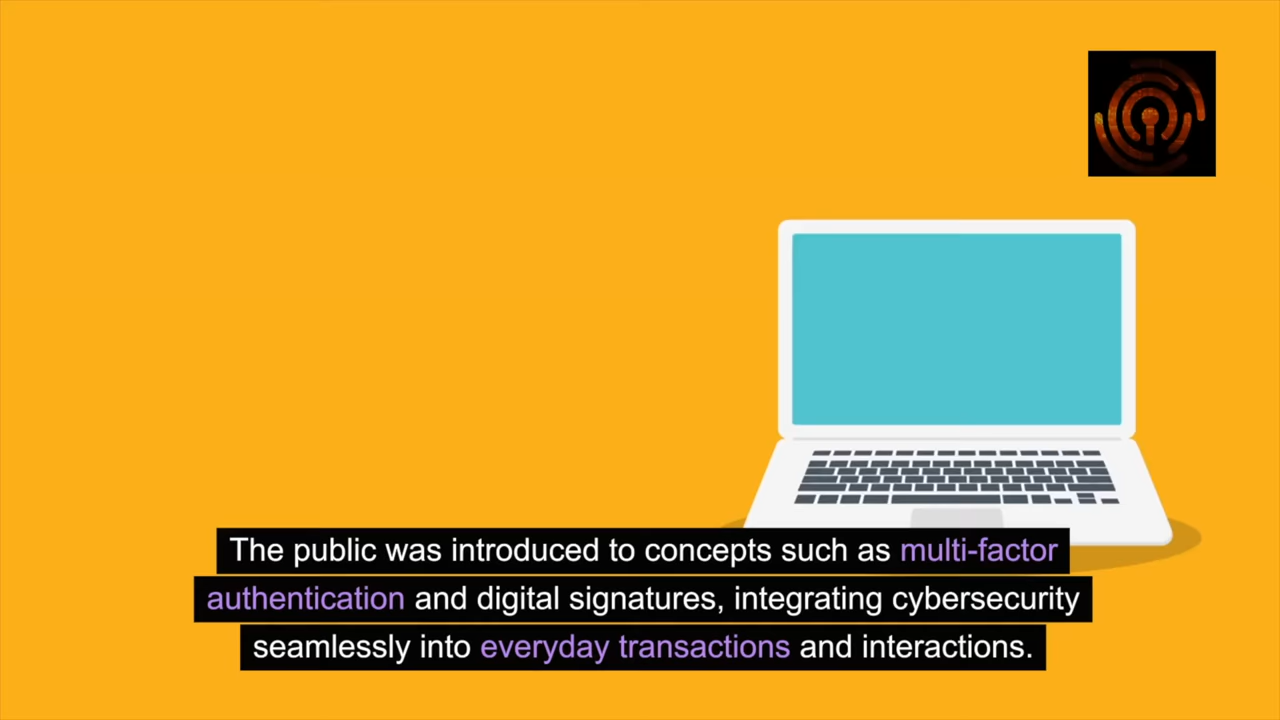 The public was introduced to concepts such as multi-factor
authentication and digital signatures, integrating cybersecurity
seamlessly into everyday transactions and interactions.